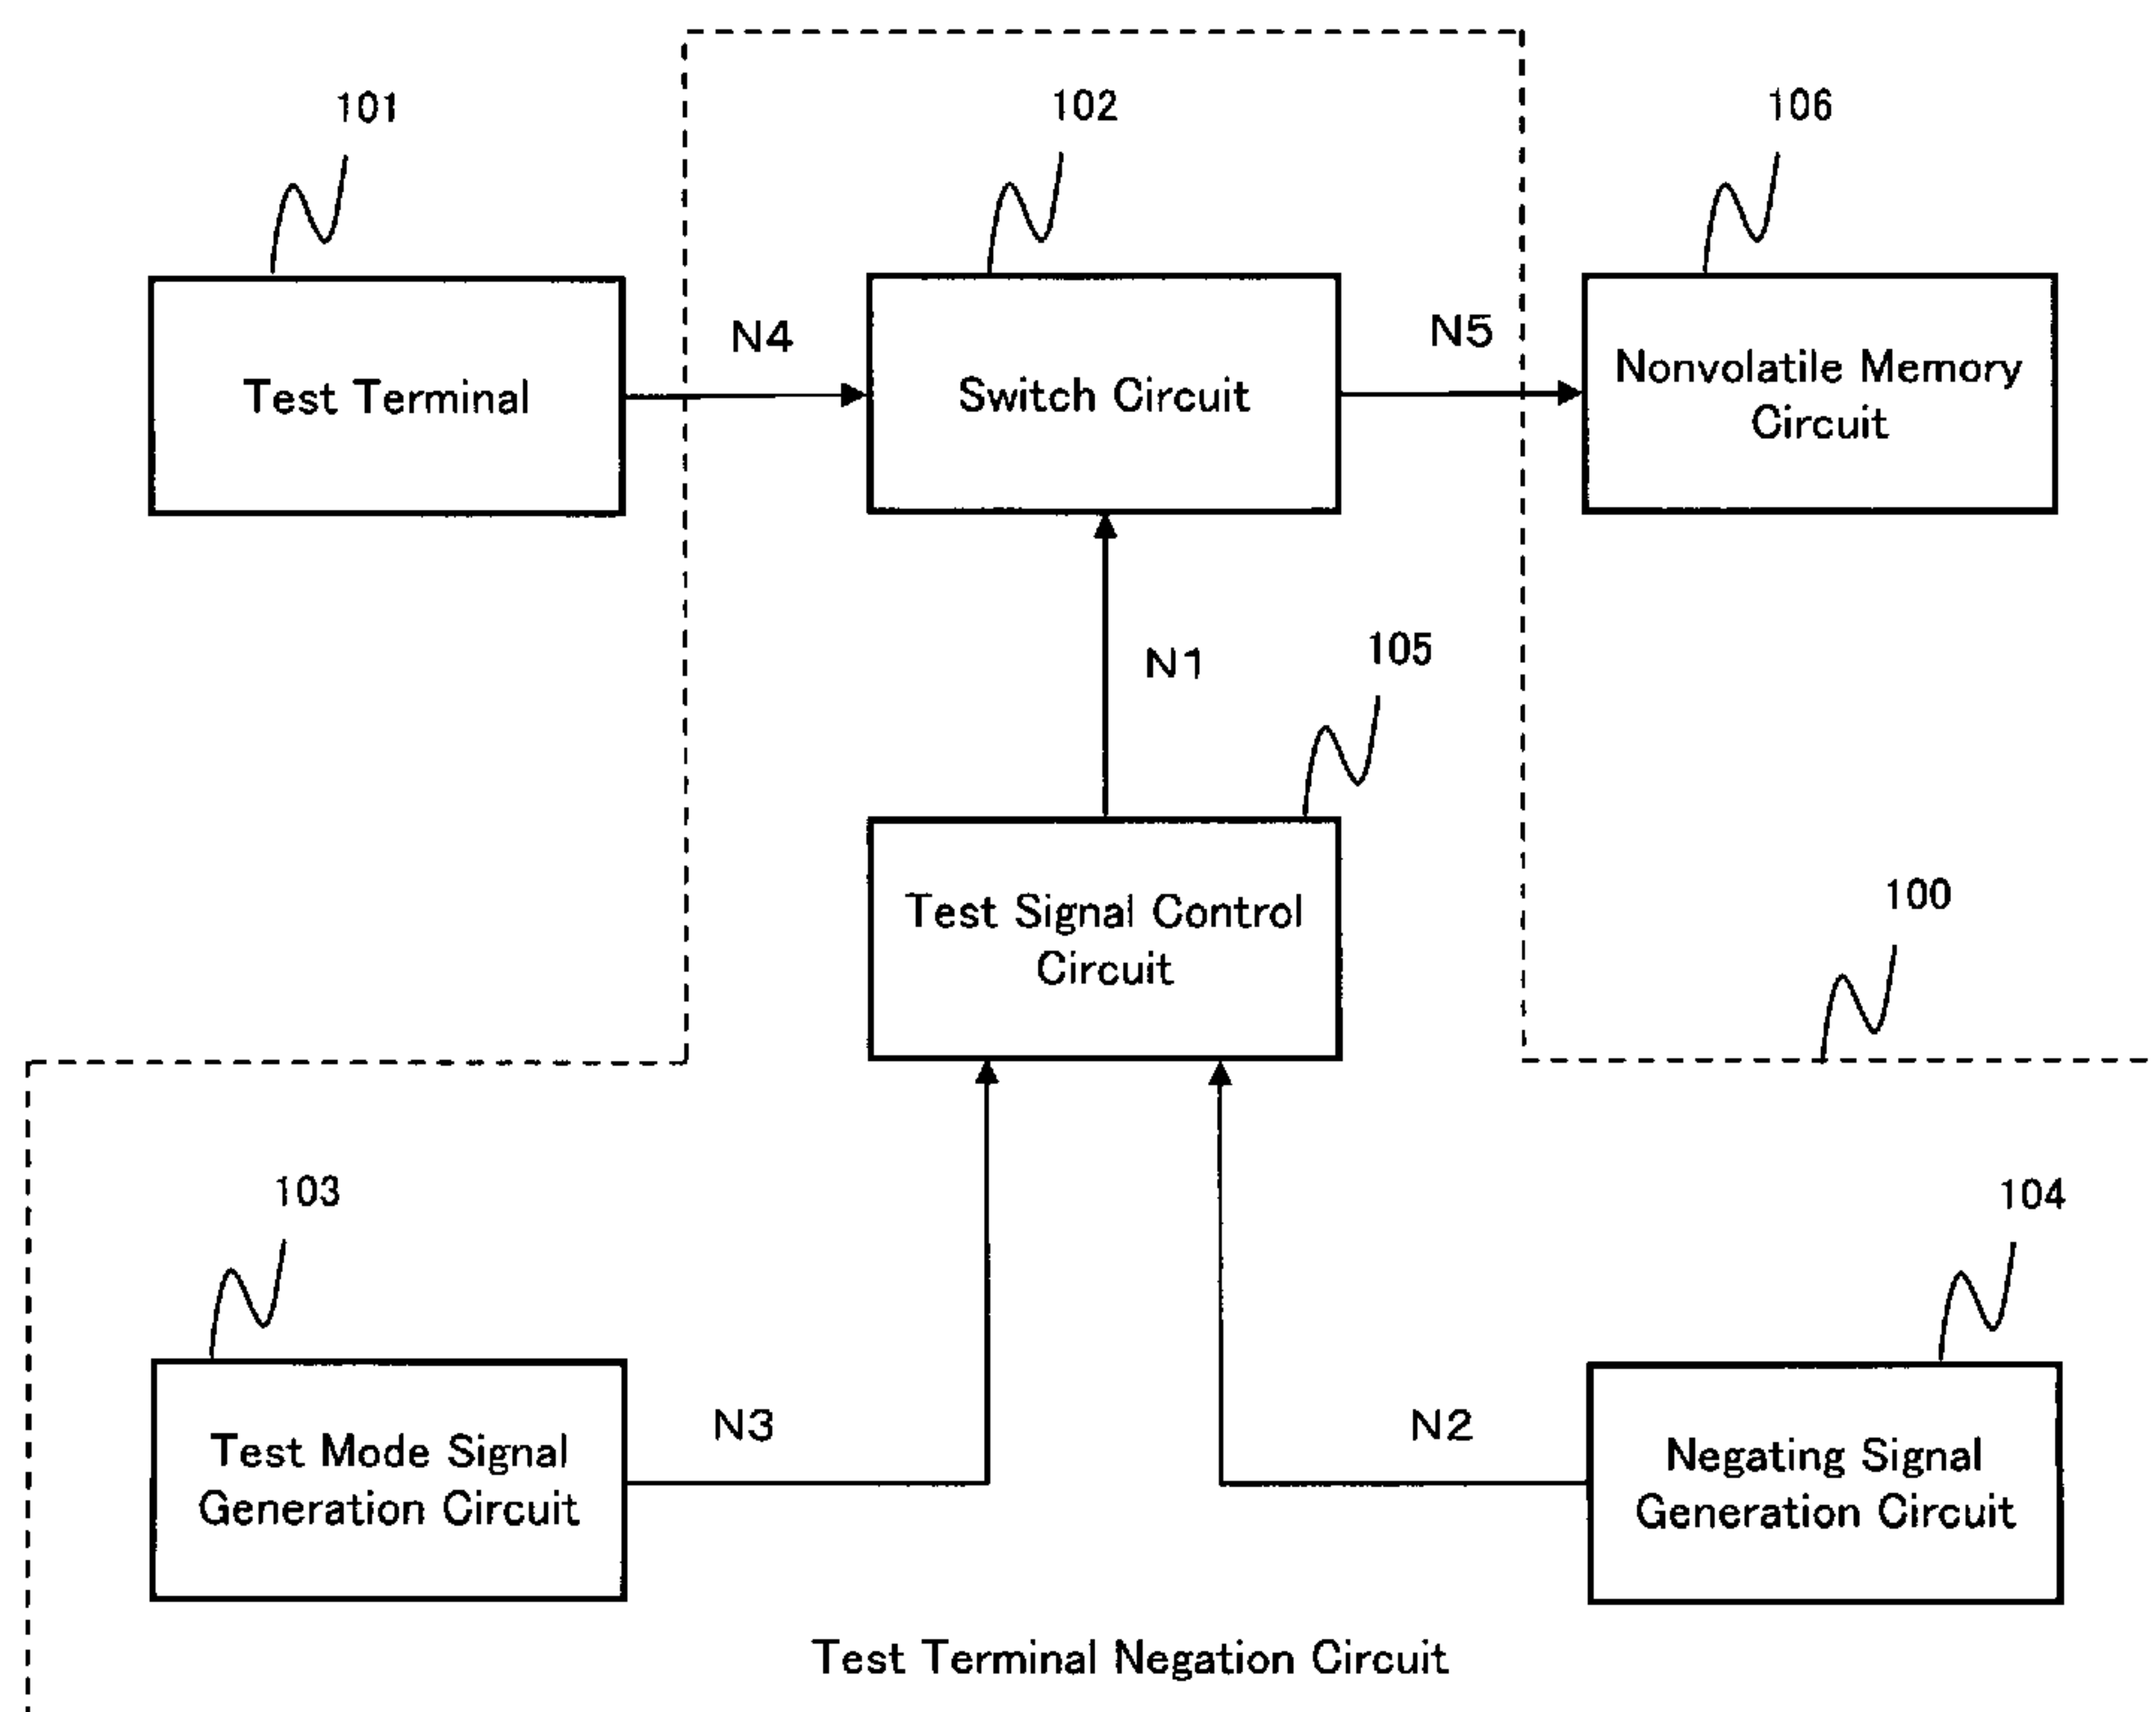 101
102
106
Test Terminal
N4
Switch Circuit
N5
Nonvolatile Memory
Circuit
N1
105
Test Signal Control
Circuit
100
103
104
Test Mode Signal
Generation Circuit
N3
N2
Negating Signal
Generation Circuit
Test Terminal Negation Circuit